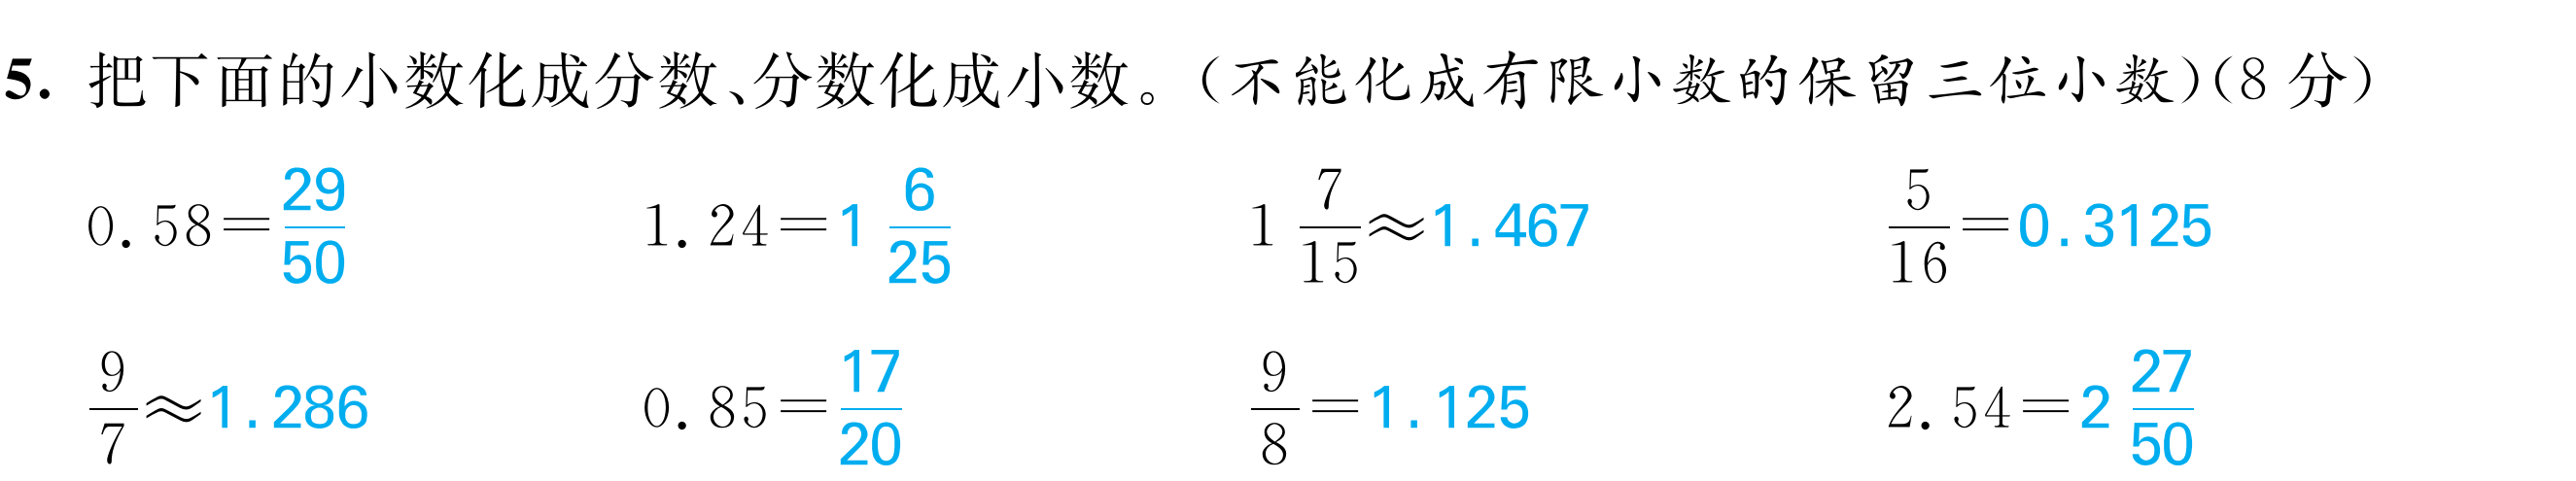 5. 把下面的小数化成分数、分数化成小数。(不能化成有限小数的保留三位小数)(8 分)
0.58=29/50 1.24=1 6/25 1 7/15≈1.467 5/16=0.3125
9/7≈1.286 0.85=17/20 9/8=1.125 2.54=2 27/50